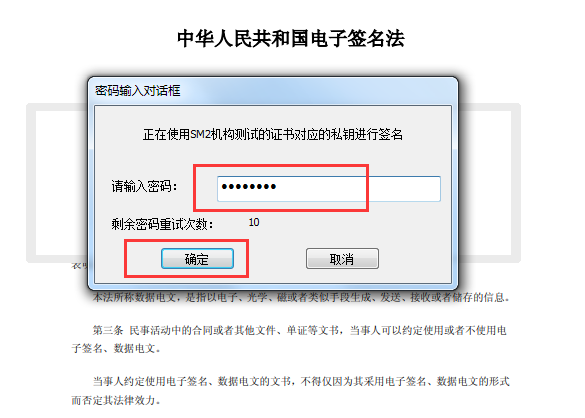 中华人民共和国电子签名法
密码输入对话框
正在使用SM2机构测试的证书对应的私钥进行签名
请输入密码：
●●●●●●●●
剩余密码重试次数： 10
确定 取消
本法所称数据电文，是指以电子、光学、磁或者类似手段生成、发送、接收或者储存的信息。
第三条 民事活动中的合同或者其他文件、单证等文书，当事人可以约定使用或者不使用电
子签名、数据电文。
当事人约定使用电子签名、数据电文的文书，不得仅因为其采用电子签名、数据电文的形式
而否定其法律效力。